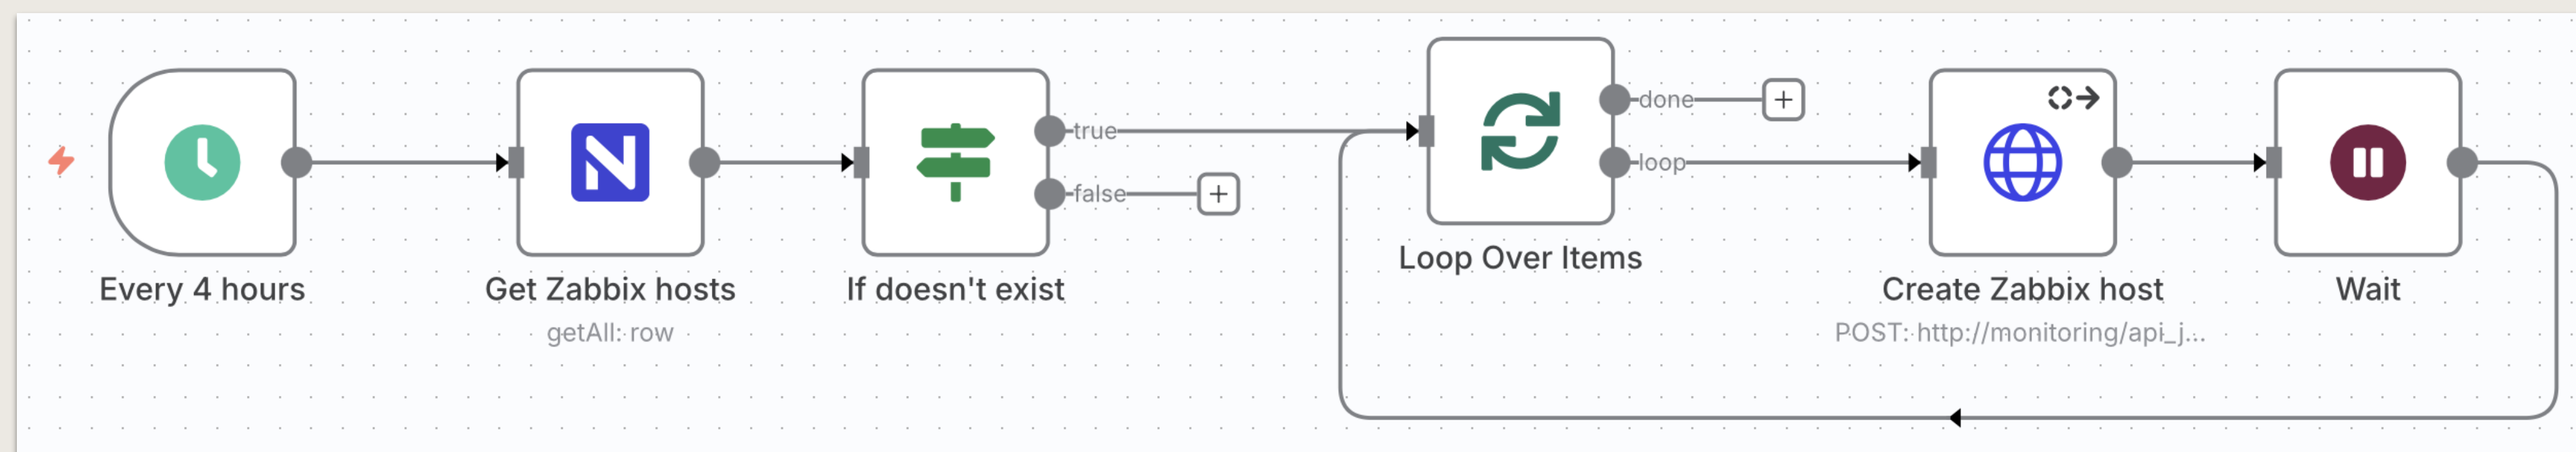 Every 4 hours
Get Zabbix hosts
getAll: row
If doesn't exist
true
false
Loop Over Items
done
loop
Create Zabbix host
POST: http://monitoring/api_j...
Wait